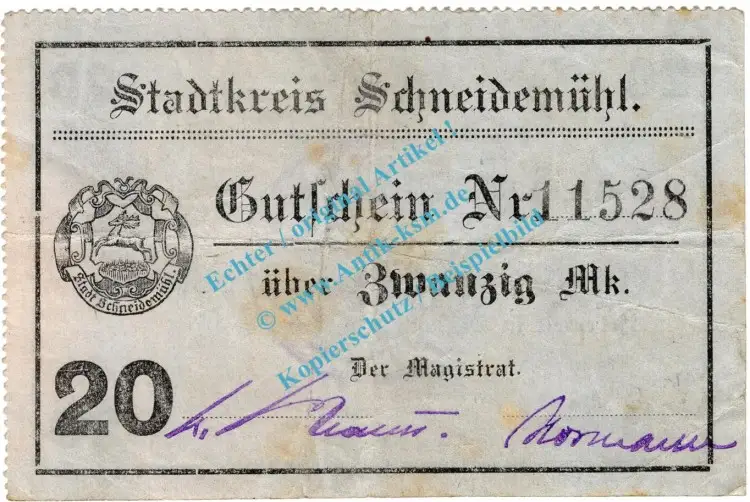 Stadtkreis Schneidemühl.
Gutschein Nr 11528
über Zwanzig Mk.
Stadt Schneidemühl.
Der Magistrat.
20
Echter / original Artikel !
© www.Antik-ksm.de
Kopierschutz / Beispielbild